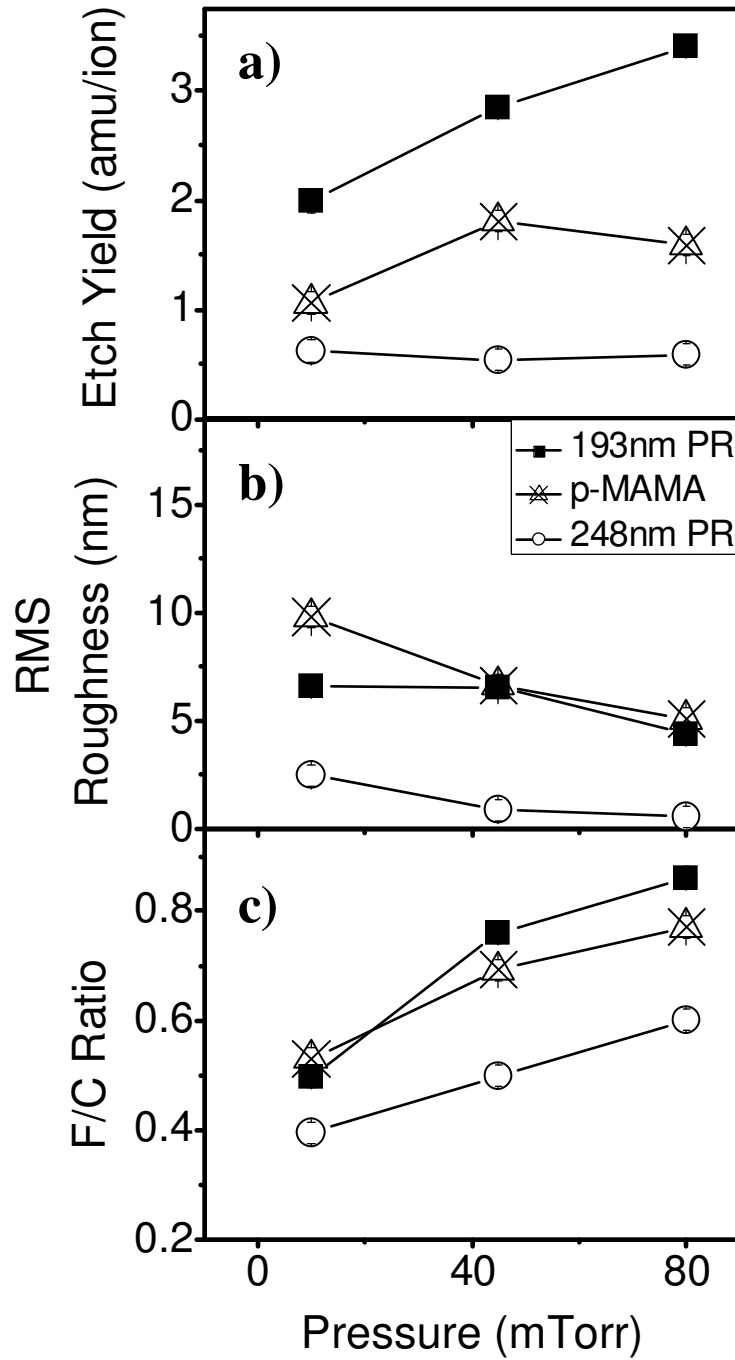 a)
Etch Yield (amu/ion)
3
2
1
0
193nm PR
p-MAMA
248nm PR
b)
RMS
Roughness (nm)
15
10
5
0
c)
F/C Ratio
0.8
0.6
0.4
0.2
0 40 80
Pressure (mTorr)